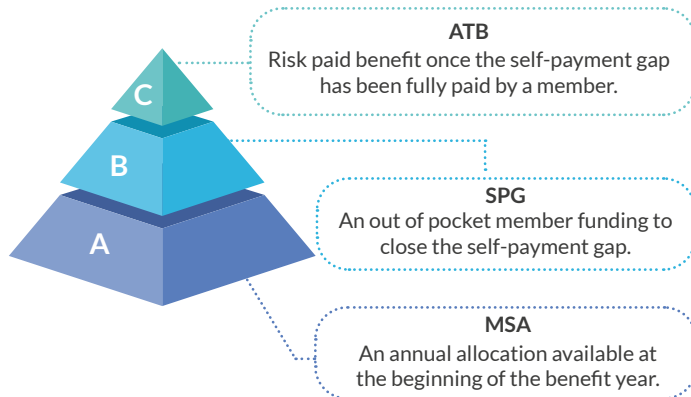 ATB
Risk paid benefit once the self-payment gap
has been fully paid by a member.
C
B
SPG
An out of pocket member funding to
close the self-payment gap.
A
MSA
An annual allocation available at
the beginning of the benefit year.